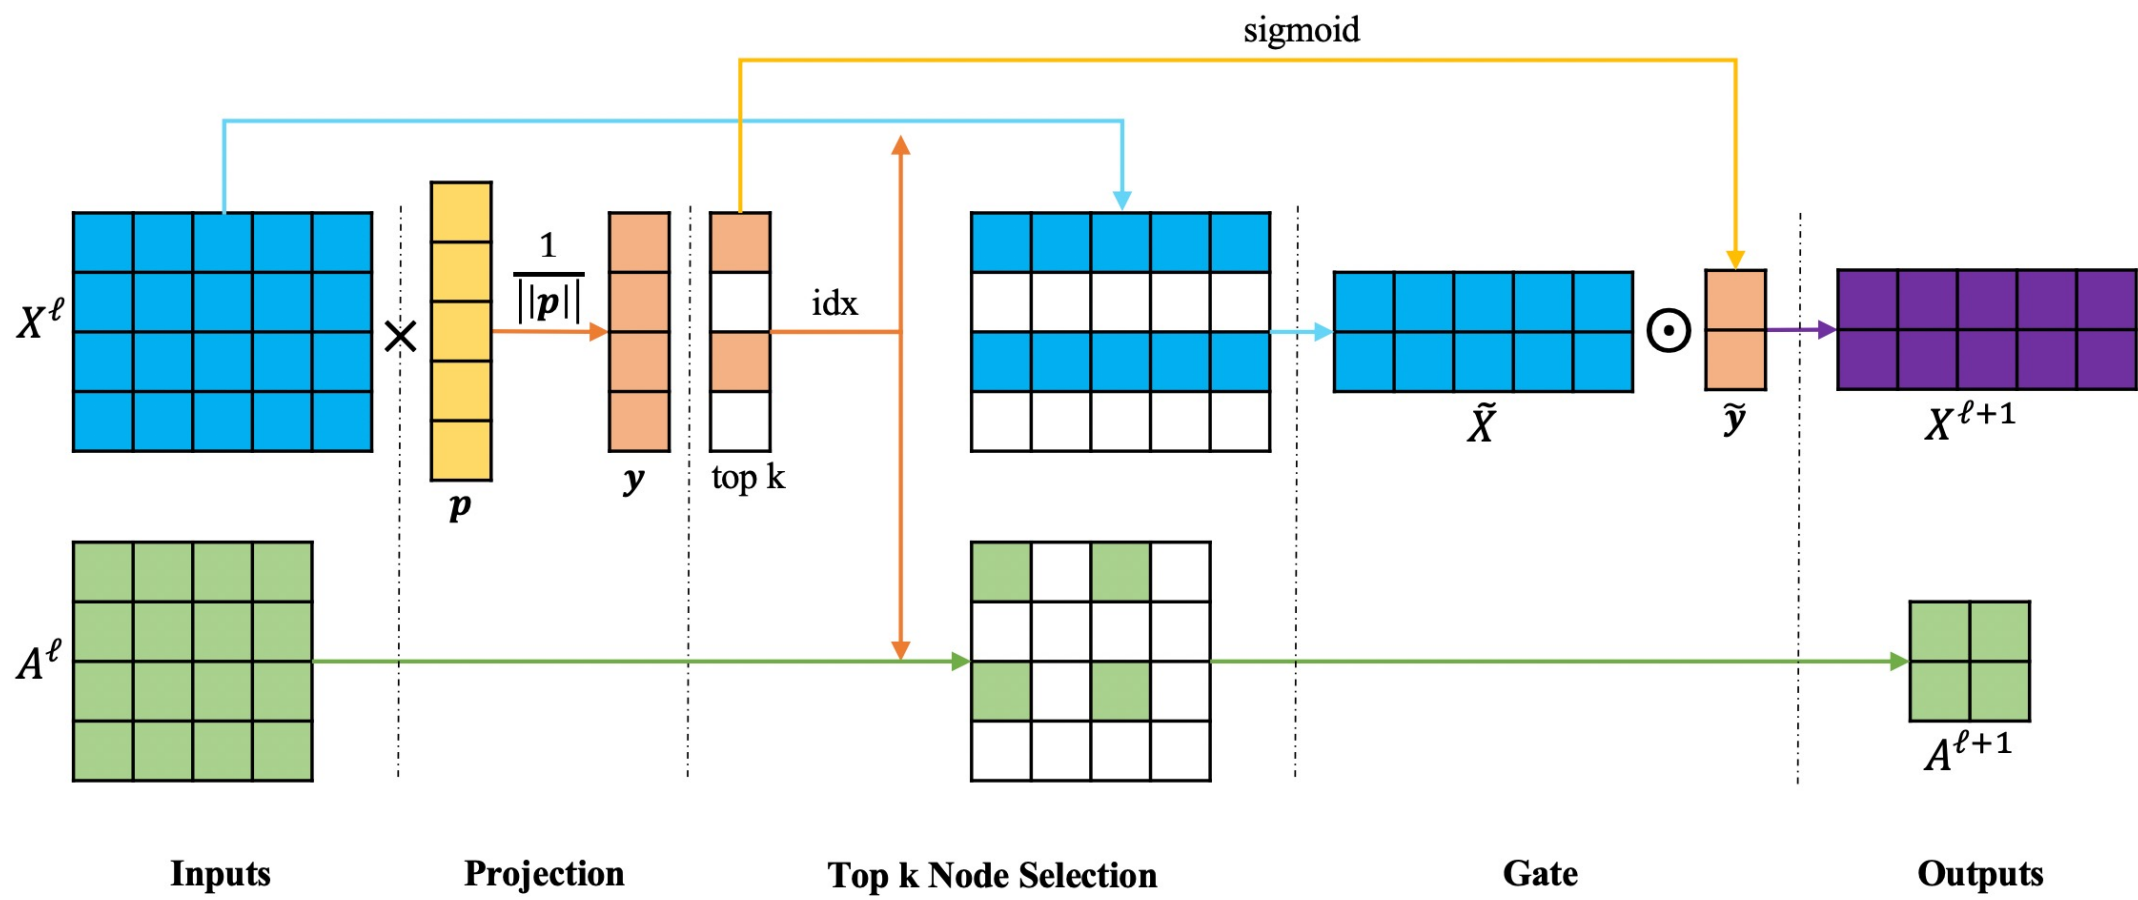 sigmoid
X^ℓ
×
p
1
||p||
y
top k
idx
X̃
⊙
ỹ
X^{ℓ+1}
A^ℓ
A^{ℓ+1}
Inputs
Projection
Top k Node Selection
Gate
Outputs